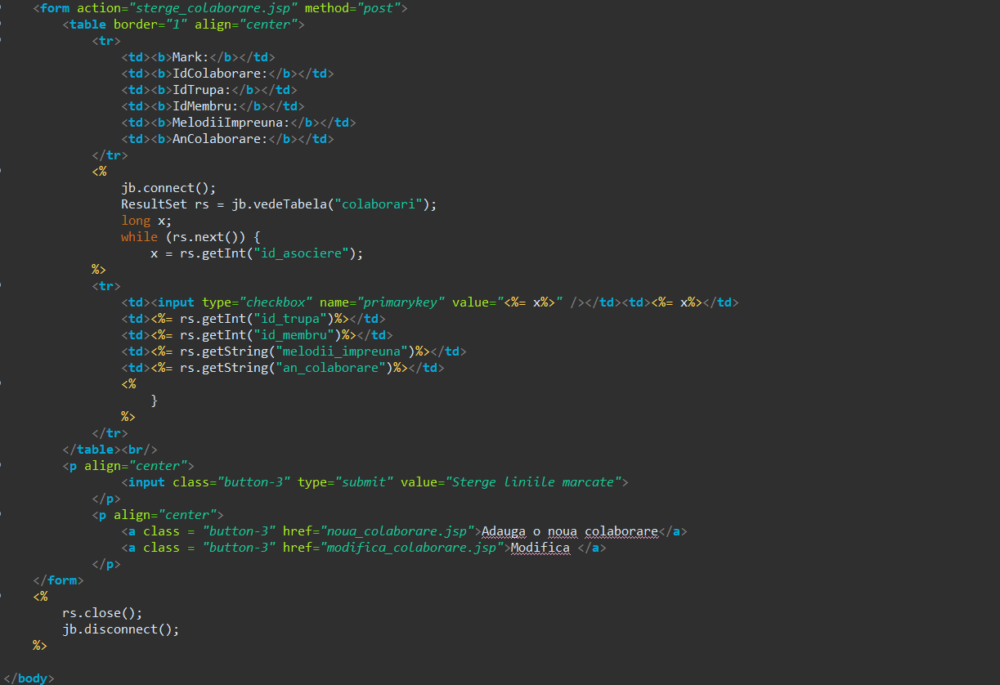 <form action="sterge_colaborare.jsp" method="post">
<table border="1" align="center">
<tr>
<td><b>Mark:</b></td>
<td><b>IdColaborare:</b></td>
<td><b>IdTrupa:</b></td>
<td><b>IdMembru:</b></td>
<td><b>MelodiiImpreuna:</b></td>
<td><b>AnColaborare:</b></td>
</tr>
<%
jb.connect();
ResultSet rs = jb.vedeTabela("colaborari");
long x;
while (rs.next()) {
x = rs.getInt("id_asociere");
%>
<tr>
<td><input type="checkbox" name="primarykey" value="<%= x%>" /></td><td><%= x%></td>
<td><%= rs.getInt("id_trupa")%></td>
<td><%= rs.getInt("id_membru")%></td>
<td><%= rs.getString("melodii_impreuna")%></td>
<td><%= rs.getString("an_colaborare")%></td>
<%
}
%>
</tr>
</table><br/>
<p align="center">
<input class="button-3" type="submit" value="Sterge liniile marcate">
</p>
<p align="center">
<a class = "button-3" href="noua_colaborare.jsp">Adauga o noua colaborare</a>
<a class = "button-3" href="modifica_colaborare.jsp">Modifica </a>
</p>
</form>
<%
rs.close();
jb.disconnect();
%>
</body>